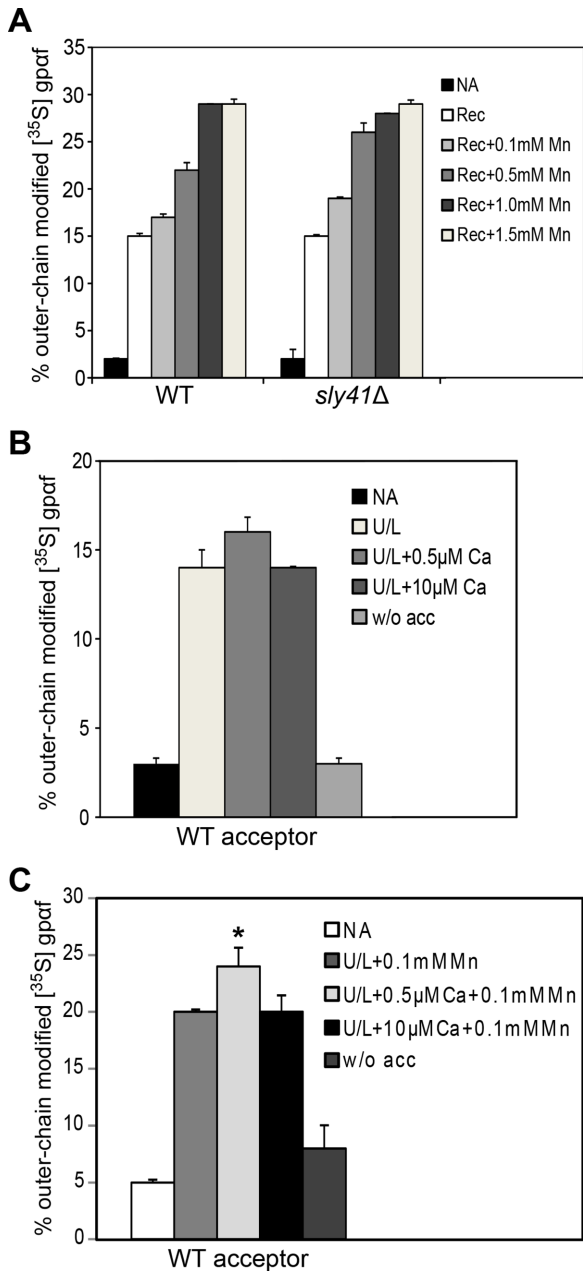 A
% outer-chain modified [³⁵S] gpαf
35
30
25
20
15
10
5
0
WT
sly41Δ
NA
Rec
Rec+0.1mM Mn
Rec+0.5mM Mn
Rec+1.0mM Mn
Rec+1.5mM Mn
B
% outer-chain modified [³⁵S] gpαf
20
15
10
5
0
WT acceptor
NA
U/L
U/L+0.5μM Ca
U/L+10μM Ca
w/o acc
C
% outer-chain modified [³⁵S] gpαf
30
25
20
15
10
5
0
*
WT acceptor
NA
U/L+0.1mMMn
U/L+0.5μMCa+0.1mMMn
U/L+10μMCa+0.1mMMn
w/o acc